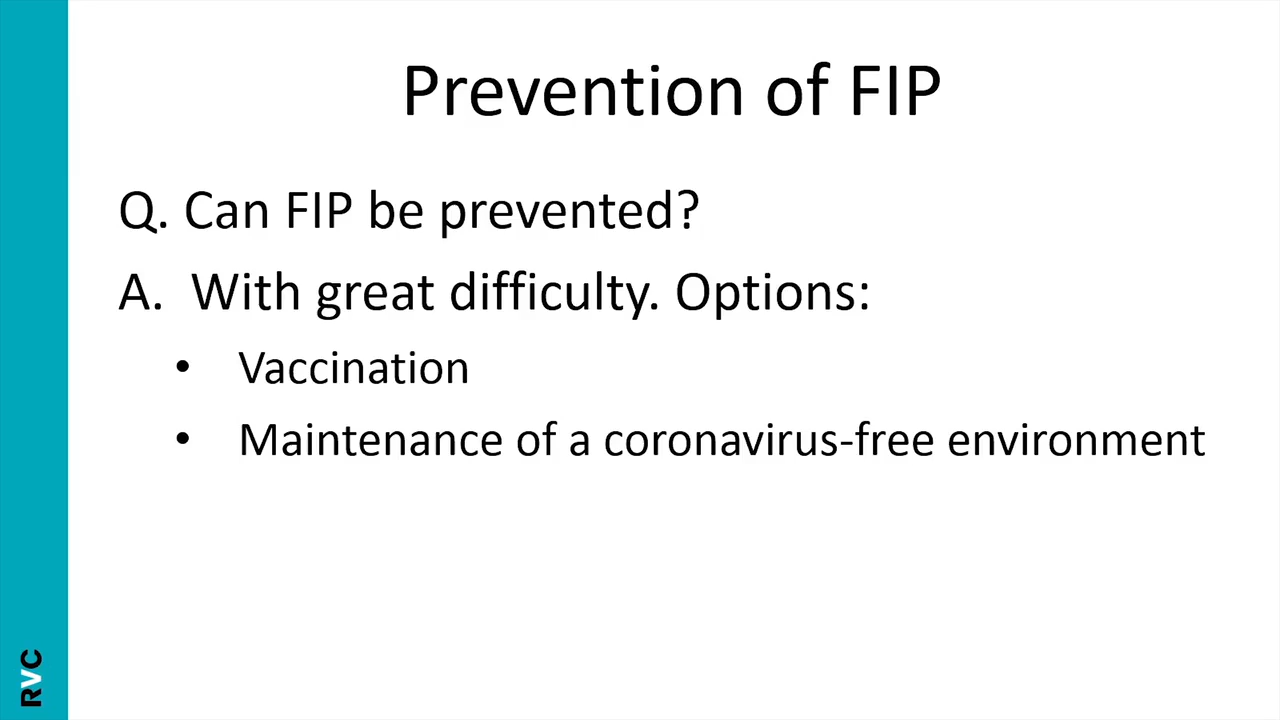 Prevention of FIP
Q. Can FIP be prevented?
A. With great difficulty. Options:
• Vaccination
• Maintenance of a coronavirus-free environment
RVC